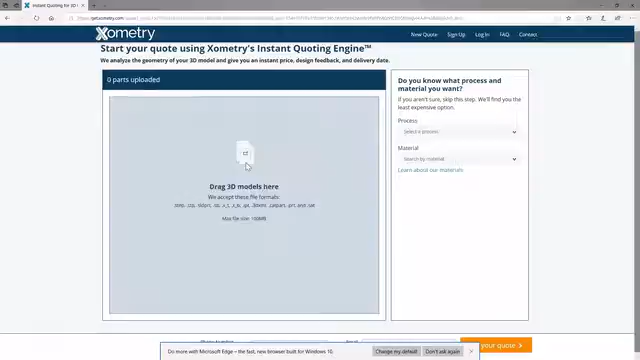 Instant Quoting for 3D
Xometry
New Quote
Sign Up
Log In
FAQ
Contact
Start your quote using Xometry's Instant Quoting Engine™
We analyze the geometry of your 3D model and give you an instant price, design feedback, and delivery date.
0 parts uploaded
Drag 3D models here
We accept these file formats:
Max file size: 100MB
Do you know what process and
material you want?
If you aren't sure, skip this step. We'll find you the
least expensive option.
Process
Select a process
Material
Search by material
Learn about our materials
your quote >
Do more with Microsoft Edge – the fast, new browser built for Windows 10.
Change my default
Don't ask again